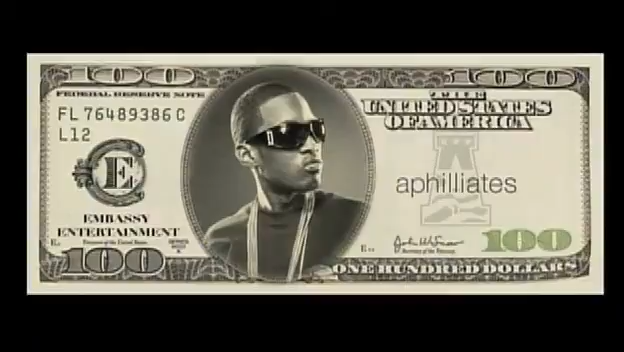 100 100
FEDERAL RESERVE NOTE
THE
UNITED STATES
OF AMERICA
FL 76489386 C
L12
E
aphilliates
EMBASSY
ENTERTAINMENT
100 100
ONE HUNDRED DOLLARS